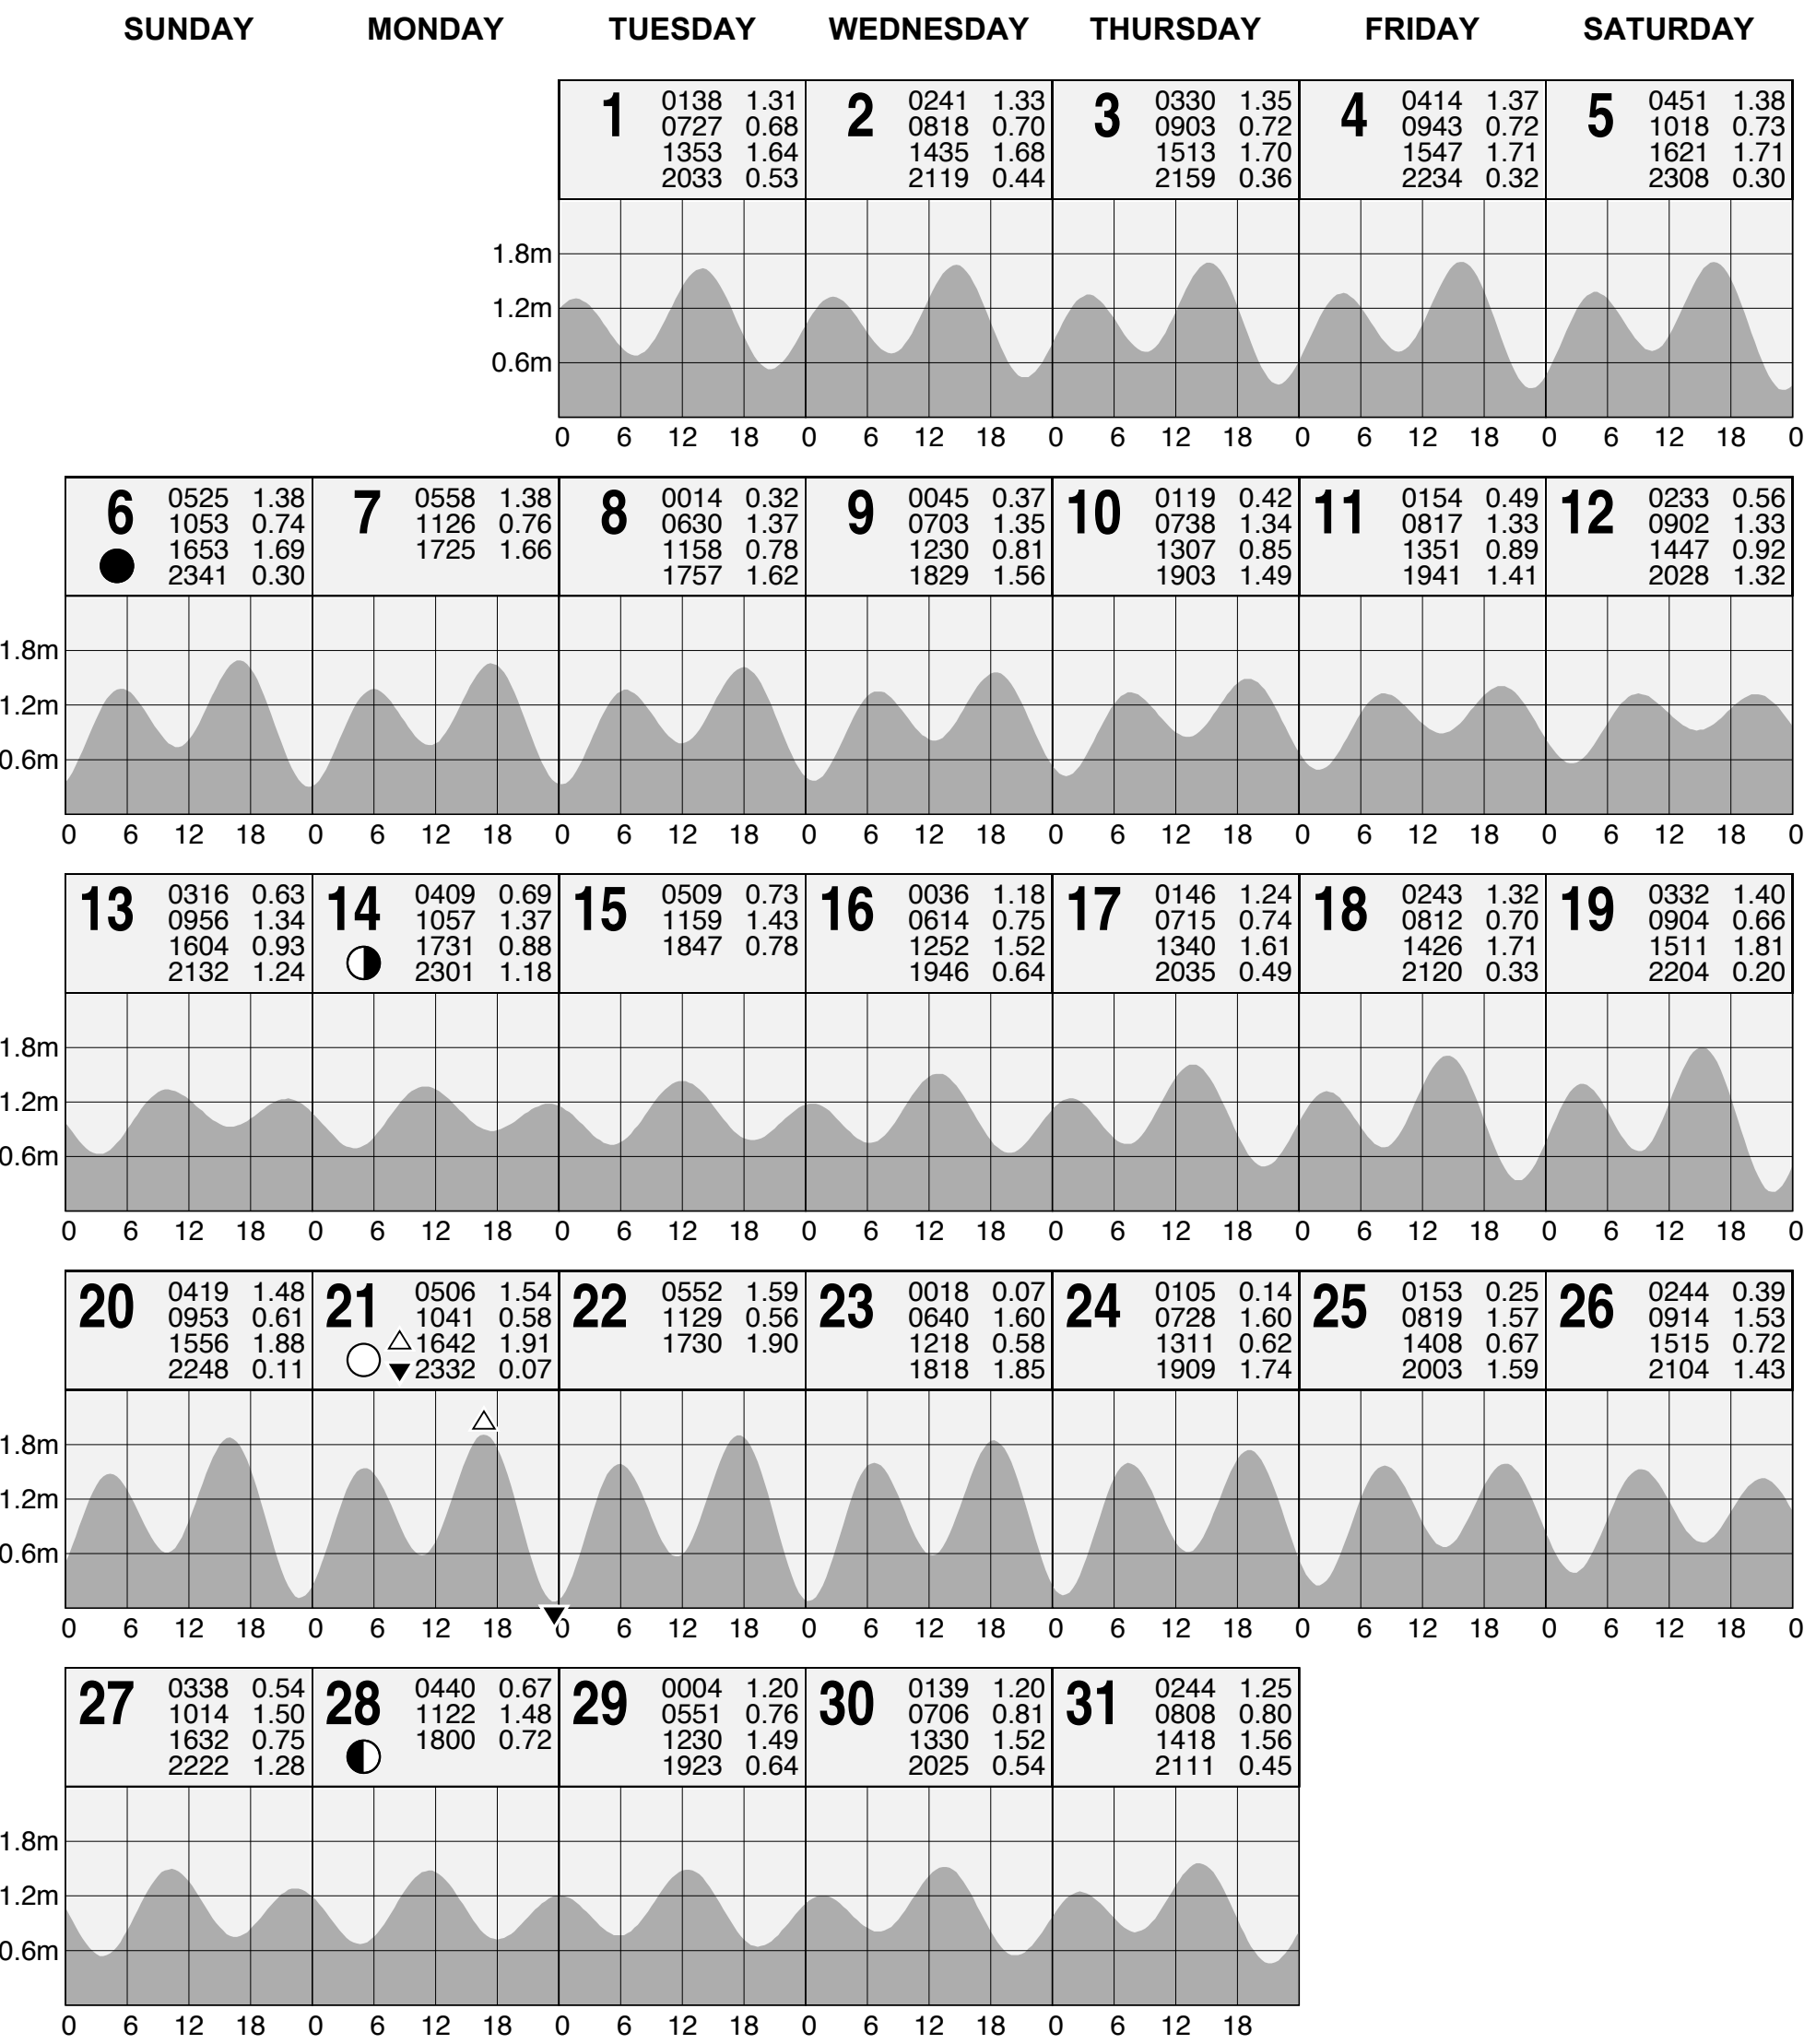 SUNDAY MONDAY TUESDAY WEDNESDAY THURSDAY FRIDAY SATURDAY
1 0138 1.31 2 0241 1.33 3 0330 1.35 4 0414 1.37 5 0451 1.38
0727 0.68 0818 0.70 0903 0.72 0943 0.72 1018 0.73
1353 1.64 1435 1.68 1513 1.70 1547 1.71 1621 1.71
2033 0.53 2119 0.44 2159 0.36 2234 0.32 2308 0.30
1.8m
1.2m
0.6m
0 6 12 18 0 6 12 18 0 6 12 18 0 6 12 18 0 6 12 18 0
6 0525 1.38 7 0558 1.38 8 0014 0.32 9 0045 0.37 10 0119 0.42 11 0154 0.49 12 0233 0.56
1053 0.74 1126 0.76 0630 1.37 0703 1.35 0738 1.34 0817 1.33 0902 1.33
1653 1.69 1725 1.66 1158 0.78 1230 0.81 1307 0.85 1351 0.89 1447 0.92
2341 0.30 1757 1.62 1829 1.56 1903 1.49 1941 1.41 2028 1.32
1.8m
1.2m
0.6m
0 6 12 18 0 6 12 18 0 6 12 18 0 6 12 18 0 6 12 18 0 6 12 18 0 6 12 18 0
13 0316 0.63 14 0409 0.69 15 0509 0.73 16 0036 1.18 17 0146 1.24 18 0243 1.32 19 0332 1.40
0956 1.34 1057 1.37 1159 1.43 0614 0.75 0715 0.74 0812 0.70 0904 0.66
1604 0.93 1731 0.88 1847 0.78 1252 1.52 1340 1.61 1426 1.71 1511 1.81
2132 1.24 2301 1.18 1946 0.64 2035 0.49 2120 0.33 2204 0.20
1.8m
1.2m
0.6m
0 6 12 18 0 6 12 18 0 6 12 18 0 6 12 18 0 6 12 18 0 6 12 18 0 6 12 18 0
20 0419 1.48 21 0506 1.54 22 0552 1.59 23 0018 0.07 24 0105 0.14 25 0153 0.25 26 0244 0.39
0953 0.61 1041 0.58 1129 0.56 0640 1.60 0728 1.60 0819 1.57 0914 1.53
1556 1.88 1642 1.91 1730 1.90 1218 0.58 1311 0.62 1408 0.67 1515 0.72
2248 0.11 2332 0.07 1818 1.85 1909 1.74 2003 1.59 2104 1.43
1.8m
1.2m
0.6m
0 6 12 18 0 6 12 18 0 6 12 18 0 6 12 18 0 6 12 18 0 6 12 18 0 6 12 18 0
27 0338 0.54 28 0440 0.67 29 0004 1.20 30 0139 1.20 31 0244 1.25
1014 1.50 1122 1.48 0551 0.76 0706 0.81 0808 0.80
1632 0.75 1800 0.72 1230 1.49 1330 1.52 1418 1.56
2222 1.28 1923 0.64 2025 0.54 2111 0.45
1.8m
1.2m
0.6m
0 6 12 18 0 6 12 18 0 6 12 18 0 6 12 18 0 6 12 18